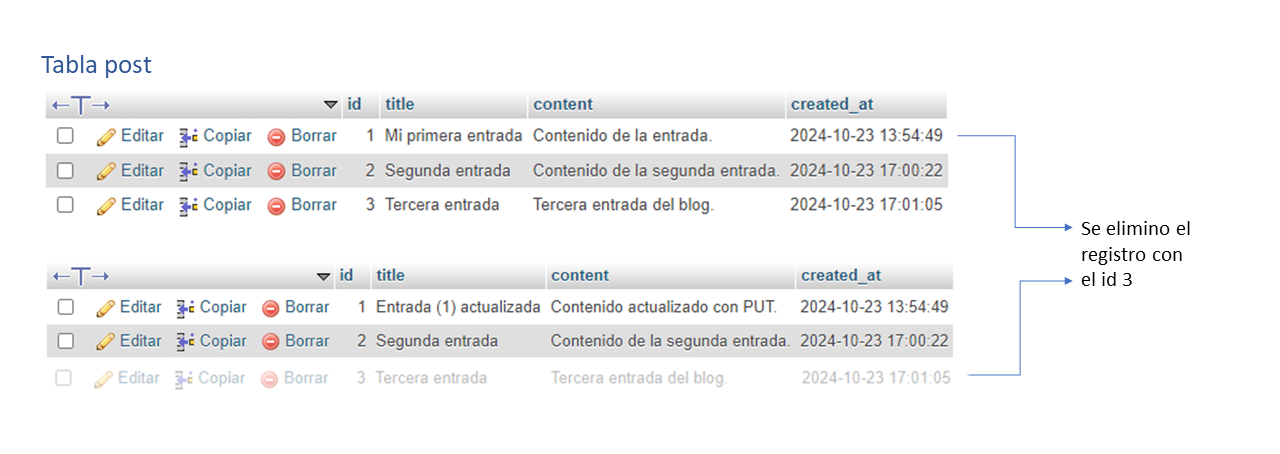 Tabla post
id title content created_at
Editar Copiar Borrar 1 Mi primera entrada Contenido de la entrada. 2024-10-23 13:54:49
Editar Copiar Borrar 2 Segunda entrada Contenido de la segunda entrada. 2024-10-23 17:00:22
Editar Copiar Borrar 3 Tercera entrada Tercera entrada del blog. 2024-10-23 17:01:05
Se elimino el
registro con
el id 3
id title content created_at
Editar Copiar Borrar 1 Entrada (1) actualizada Contenido actualizado con PUT. 2024-10-23 13:54:49
Editar Copiar Borrar 2 Segunda entrada Contenido de la segunda entrada. 2024-10-23 17:00:22
Editar Copiar Borrar 3 Tercera entrada Tercera entrada del blog. 2024-10-23 17:01:05